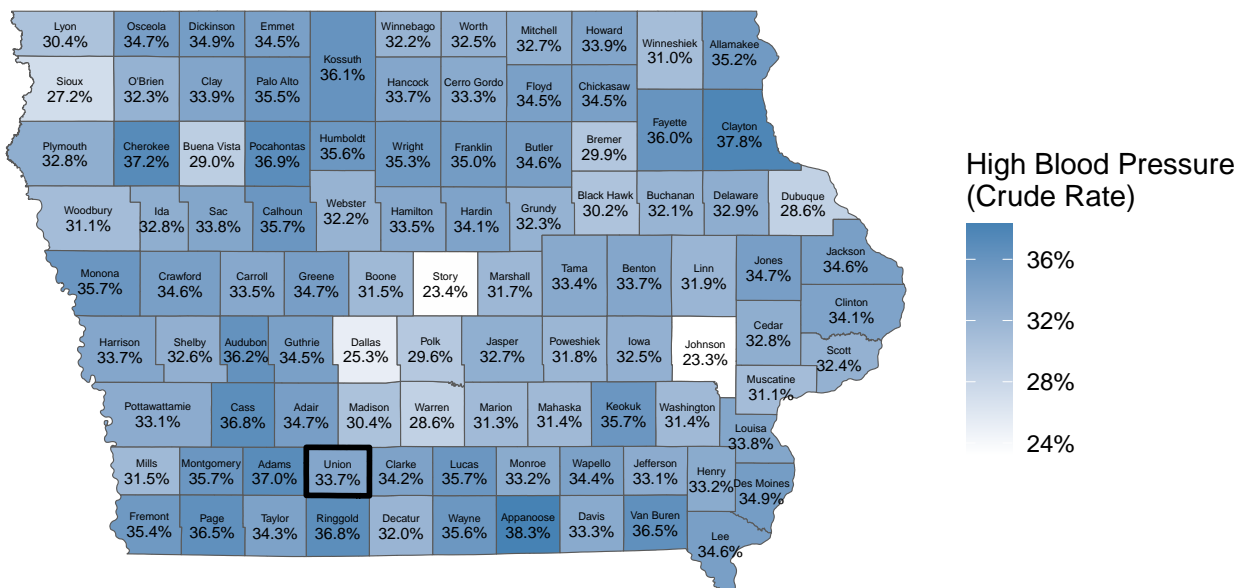 Lyon
30.4%
Osceola
34.7%
Dickinson
34.9%
Emmet
34.5%
Kossuth
36.1%
Winnebago
32.2%
Worth
32.5%
Mitchell
32.7%
Howard
33.9%
Winneshiek
31.0%
Allamakee
35.2%
Sioux
27.2%
O'Brien
32.3%
Clay
33.9%
Palo Alto
35.5%
Hancock
33.7%
Cerro Gordo
33.3%
Floyd
34.5%
Chickasaw
34.5%
Fayette
36.0%
Clayton
37.8%
Plymouth
32.8%
Cherokee
37.2%
Buena Vista
29.0%
Pocahontas
36.9%
Humboldt
35.6%
Wright
35.3%
Franklin
35.0%
Butler
34.6%
Bremer
29.9%
Woodbury
31.1%
Ida
32.8%
Sac
33.8%
Calhoun
35.7%
Webster
32.2%
Hamilton
33.5%
Hardin
34.1%
Grundy
32.3%
Black Hawk
30.2%
Buchanan
32.1%
Delaware
32.9%
Dubuque
28.6%
Monona
35.7%
Crawford
34.6%
Carroll
33.5%
Greene
34.7%
Boone
31.5%
Story
23.4%
Marshall
31.7%
Tama
33.4%
Benton
33.7%
Linn
31.9%
Jones
34.7%
Jackson
34.6%
Clinton
34.1%
Harrison
33.7%
Shelby
32.6%
Audubon
36.2%
Guthrie
34.5%
Dallas
25.3%
Polk
29.6%
Jasper
32.7%
Poweshiek
31.8%
Iowa
32.5%
Johnson
23.3%
Cedar
32.8%
Scott
32.4%
Muscatine
31.1%
Pottawattamie
33.1%
Cass
36.8%
Adair
34.7%
Madison
30.4%
Warren
28.6%
Marion
31.3%
Mahaska
31.4%
Keokuk
35.7%
Washington
31.4%
Louisa
33.8%
Mills
31.5%
Montgomery
35.7%
Adams
37.0%
Union
33.7%
Clarke
34.2%
Lucas
35.7%
Monroe
33.2%
Wapello
34.4%
Jefferson
33.1%
Henry
33.2%
Des Moines
34.9%
Fremont
35.4%
Page
36.5%
Taylor
34.3%
Ringgold
36.8%
Decatur
32.0%
Wayne
35.6%
Appanoose
38.3%
Davis
33.3%
Van Buren
36.5%
Lee
34.6%
High Blood Pressure
(Crude Rate)
36%
32%
28%
24%